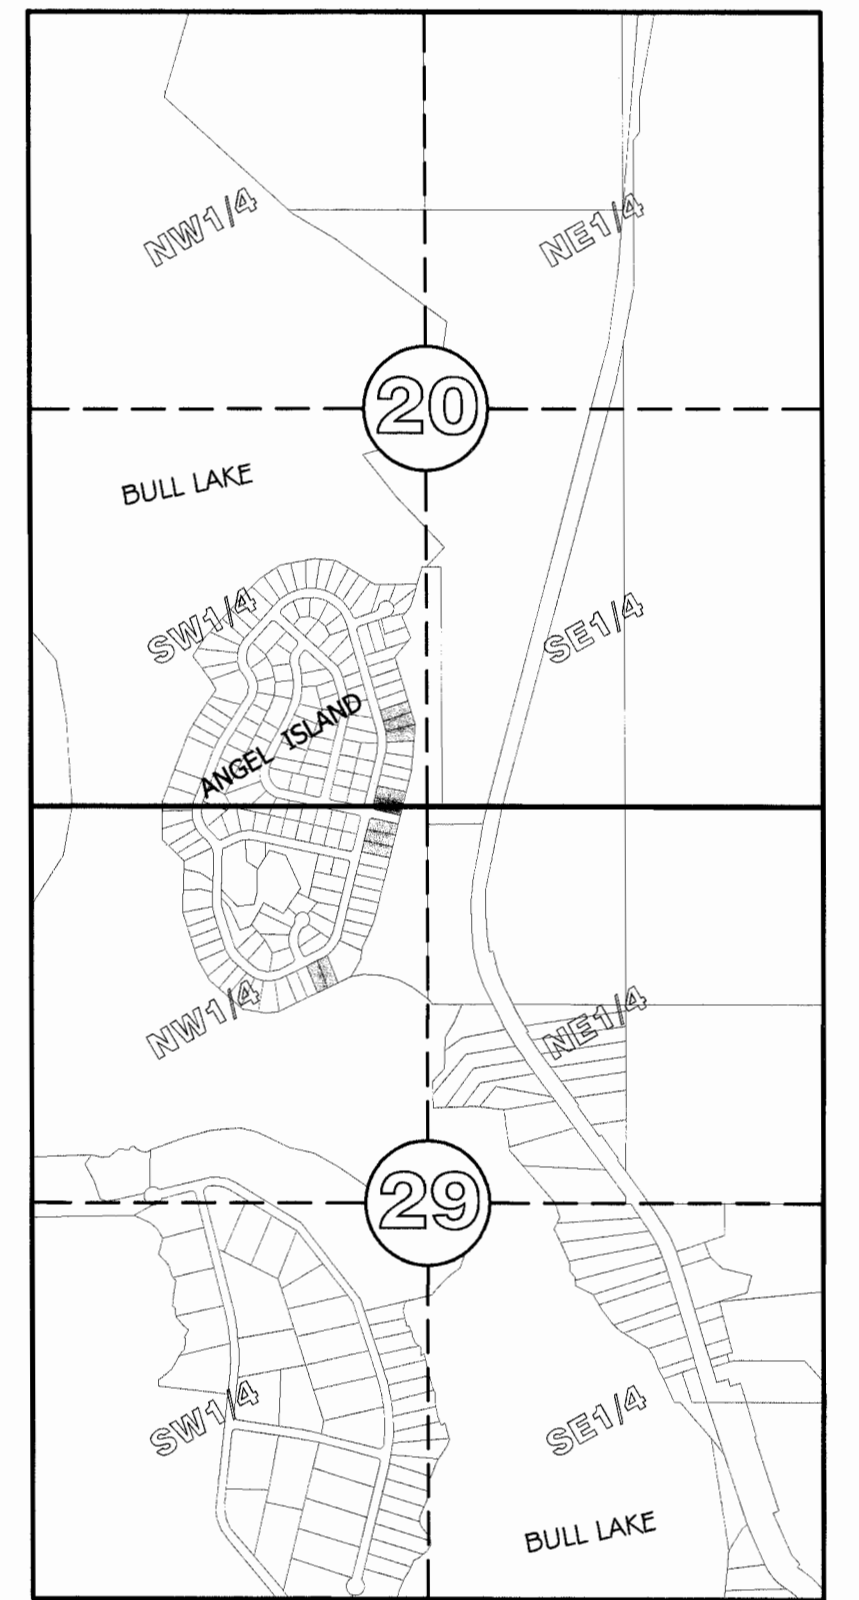 NW1/4
NE1/4
20
BULL LAKE
SW1/4
SE1/4
ANGEL ISLAND
NW1/4
NE1/4
29
SW1/4
SE1/4
BULL LAKE